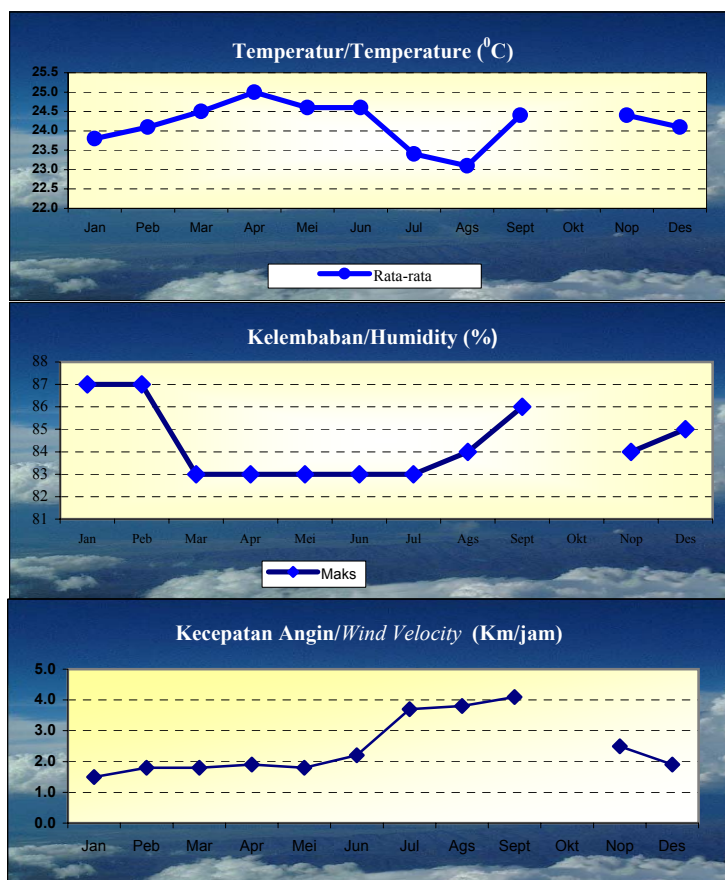 Temperatur/Temperature (⁰C)
25.5
25.0
24.5
24.0
23.5
23.0
22.5
22.0
Jan Peb Mar Apr Mei Jun Jul Ags Sept Okt Nop Des
Rata-rata
Kelembaban/Humidity (%)
88
87
86
85
84
83
82
81
Jan Peb Mar Apr Mei Jun Jul Ags Sept Okt Nop Des
Maks
Kecepatan Angin/Wind Velocity (Km/jam)
5.0
4.0
3.0
2.0
1.0
0.0
Jan Peb Mar Apr Mei Jun Jul Ags Sept Okt Nop Des